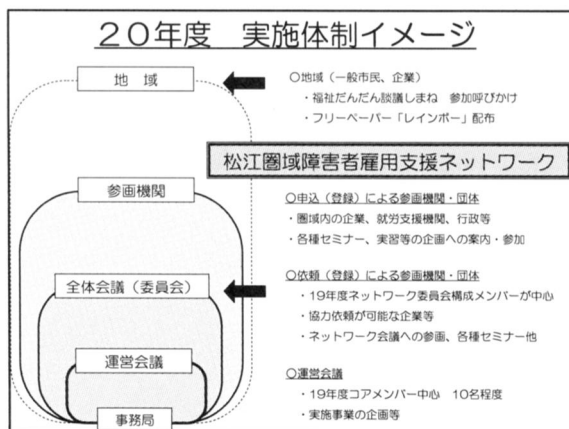 20年度　実施体制イメージ
地　域
○地域（一般市民、企業）
・福祉だんだん談議しまね　参加呼びかけ
・フリーペーパー「レインボー」配布
松江圏域障害者雇用支援ネットワーク
参画機関
○申込（登録）による参画機関・団体
・圏域内の企業、就労支援機関、行政等
・各種セミナー、実習等の企画への案内・参加
全体会議（委員会）
○依頼（登録）による参画機関・団体
・19年度ネットワーク委員会構成メンバーが中心
・協力依頼が可能な企業等
・ネットワーク会議への参画、各種セミナー他
運営会議
○運営会議
・19年度コアメンバー中心　10名程度
・実施事業の企画等
事務局